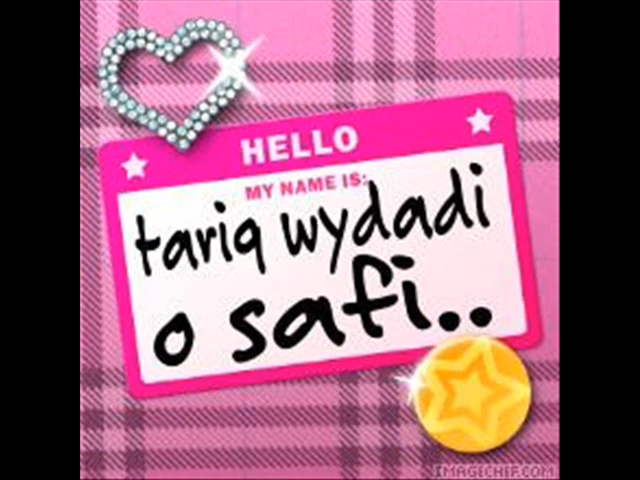 HELLO
MY NAME IS:
tariq wydadi
o safi..
IMAGECHEF.COM